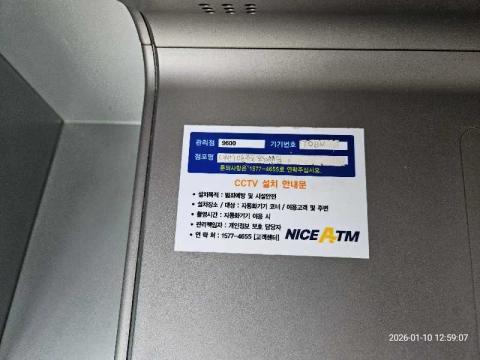 관리점 9600 기기번호
점포명
문의사항은 1577-4655로 연락주십시오.
CCTV 설치 안내문
• 설치목적 : 범죄예방 및 시설안전
• 설치장소 / 대상 : 자동화기기 코너 / 이용고객 및 주변
• 촬영시간 : 자동화기기 이용 시
• 관리책임자 : 개인정보 보호 담당자
• 연 락 처 : 1577-4655 [고객센터]
NICE ATM
2026-01-10 12:59:07